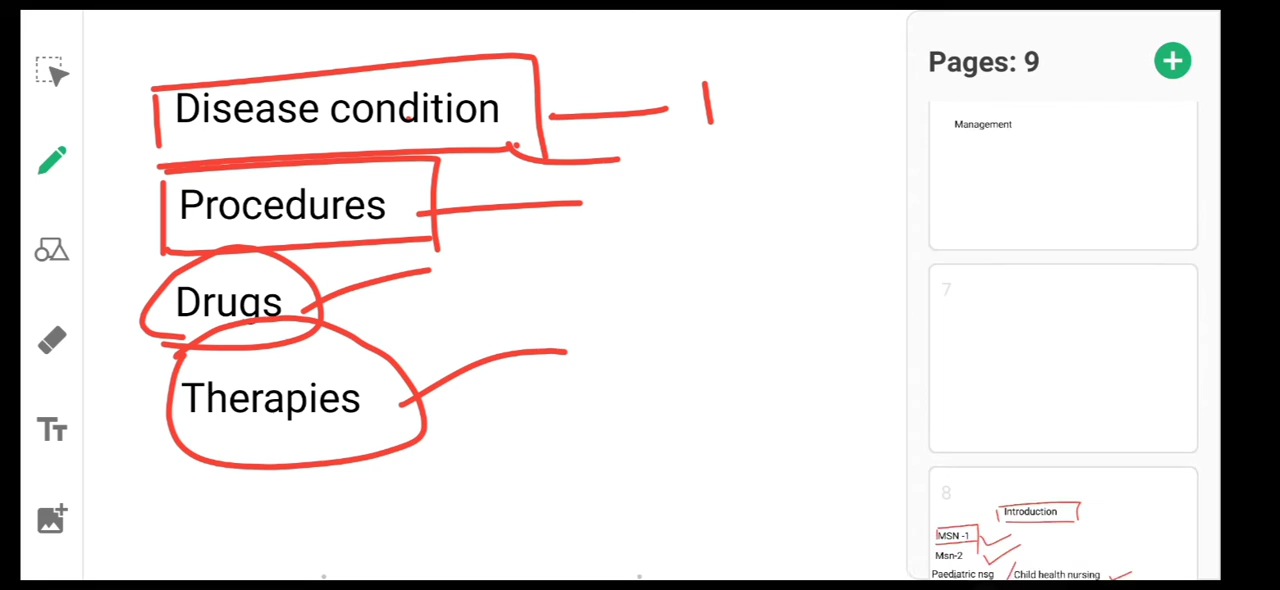 Disease condition
Procedures
Drugs
Therapies
Pages: 9
Management
7
8
Introduction
MSN -1
Msn-2
Paediatric nsg Child health nursing